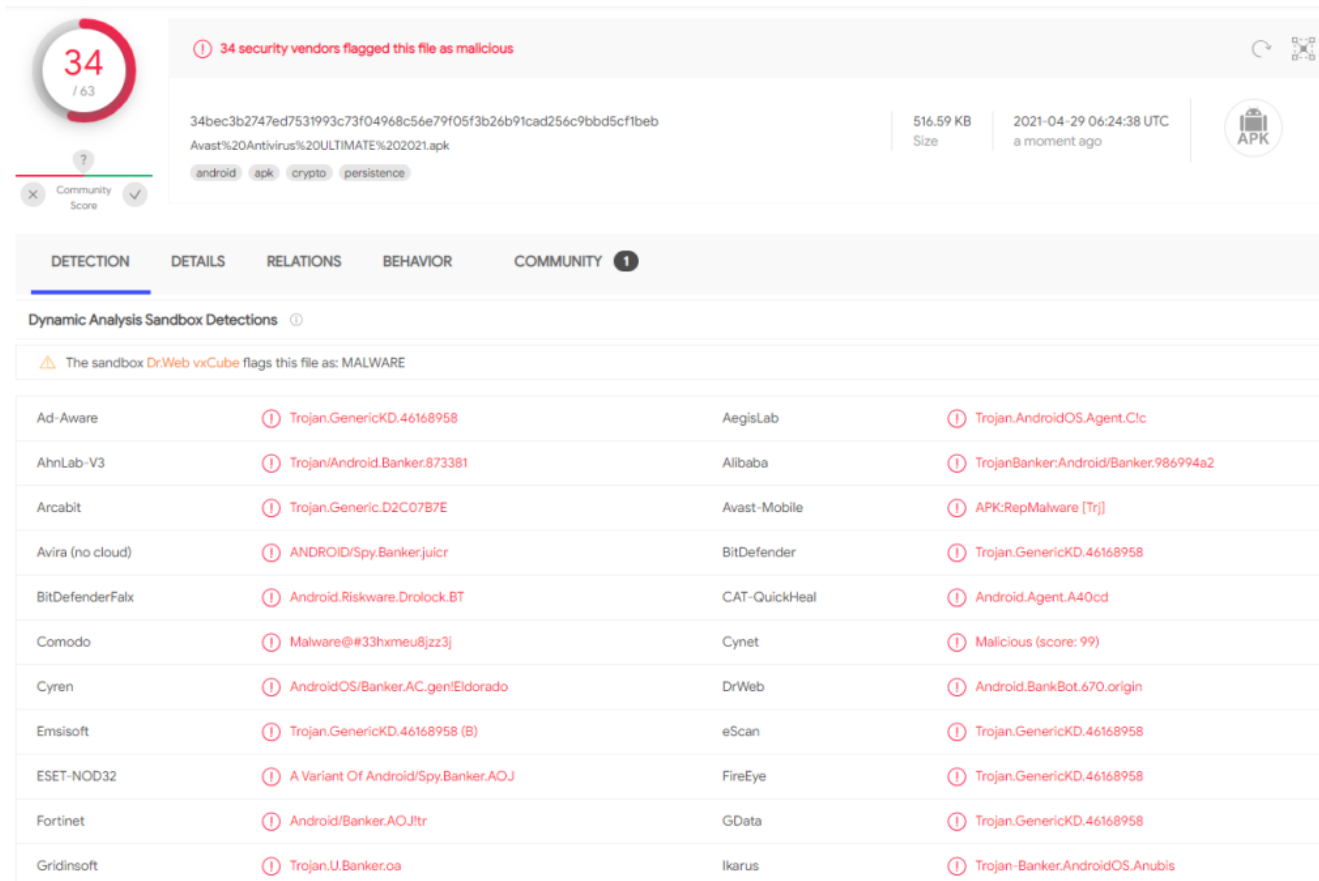 34
/ 63
34 security vendors flagged this file as malicious
34bec3b2747ed7531993c73f04968c56e79f05f3b26b91cad256c9bbd5cf1beb
Avast%20Antivirus%20ULTIMATE%202021.apk
android apk crypto persistence
516.59 KB
Size
2021-04-29 06:24:38 UTC
a moment ago
APK
?
Community
Score
DETECTION DETAILS RELATIONS BEHAVIOR COMMUNITY 1
Dynamic Analysis Sandbox Detections
The sandbox Dr.Web vxCube flags this file as: MALWARE
Ad-Aware Trojan.GenericKD.46168958 AegisLab Trojan.AndroidOS.Agent.C!c
AhnLab-V3 Trojan/Android.Banker.873381 Alibaba TrojanBanker:Android/Banker.986994a2
Arcabit Trojan.Generic.D2C07B7E Avast-Mobile APK:RepMalware [Trj]
Avira (no cloud) ANDROID/Spy.Banker.juicr BitDefender Trojan.GenericKD.46168958
BitDefenderFalx Android.Riskware.Drolock.BT CAT-QuickHeal Android.Agent.A40cd
Comodo Malware@#33hxmeu8jzz3j Cynet Malicious (score: 99)
Cyren AndroidOS/Banker.AC.gen!Eldorado DrWeb Android.BankBot.670.origin
Emsisoft Trojan.GenericKD.46168958 (B) eScan Trojan.GenericKD.46168958
ESET-NOD32 A Variant Of Android/Spy.Banker.AOJ FireEye Trojan.GenericKD.46168958
Fortinet Android/Banker.AOJ!tr GData Trojan.GenericKD.46168958
Gridinsoft Trojan.U.Banker.oa Ikarus Trojan-Banker.AndroidOS.Anubis